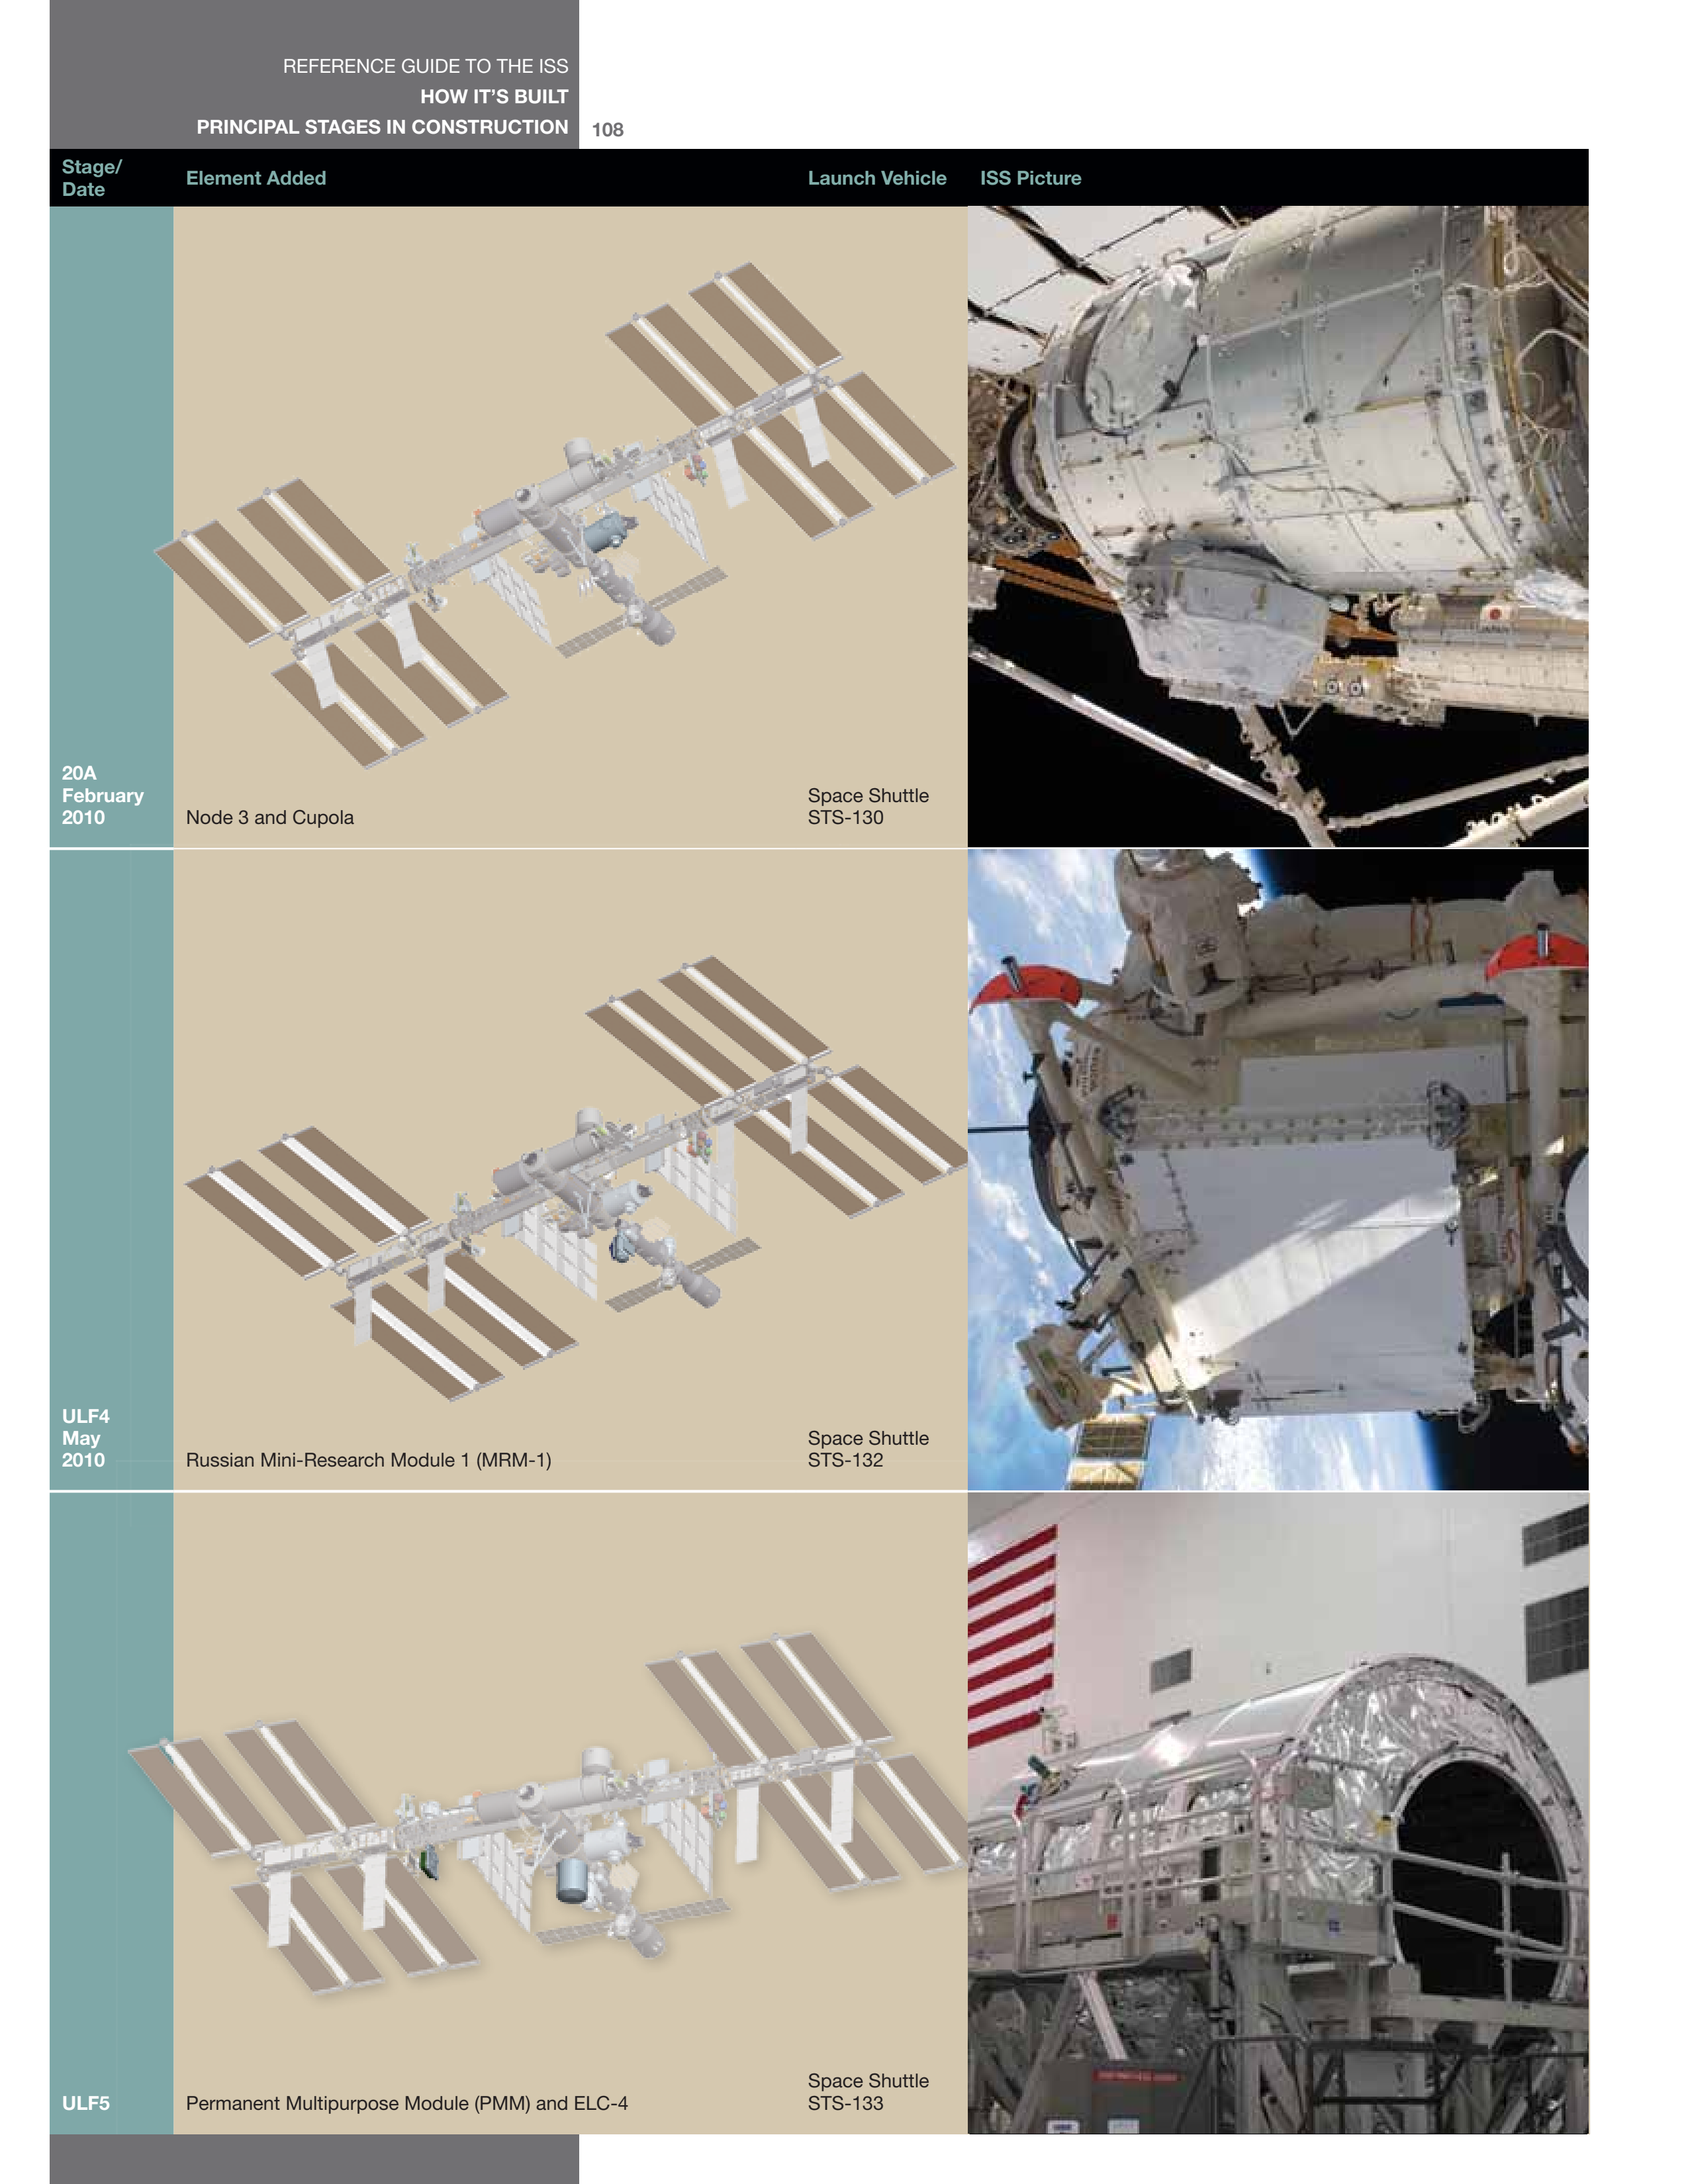 REFERENCE GUIDE TO THE ISS
HOW IT’S BUILT
PRINCIPAL STAGES IN CONSTRUCTION
108
Stage/
Date
Element Added
Launch Vehicle
ISS Picture
20A
February
2010
Node 3 and Cupola
Space Shuttle
STS-130
JAPAN
ULF4
May
2010
Russian Mini-Research Module 1 (MRM-1)
Space Shuttle
STS-132
ULF5
Permanent Multipurpose Module (PMM) and ELC-4
Space Shuttle
STS-133